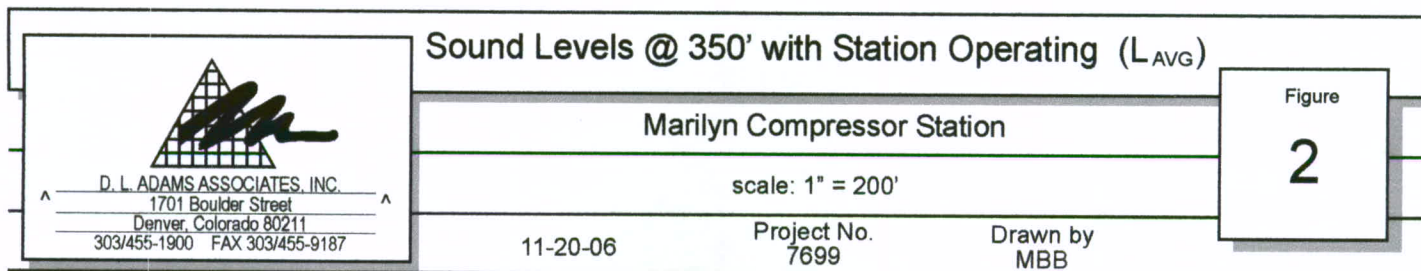 Sound Levels @ 350' with Station Operating (LAVG)
D. L. ADAMS ASSOCIATES, INC.
1701 Boulder Street
Denver, Colorado 80211
303/455-1900 FAX 303/455-9187
Marilyn Compressor Station
scale: 1" = 200'
11-20-06
Project No.
7699
Drawn by
MBB
Figure
2